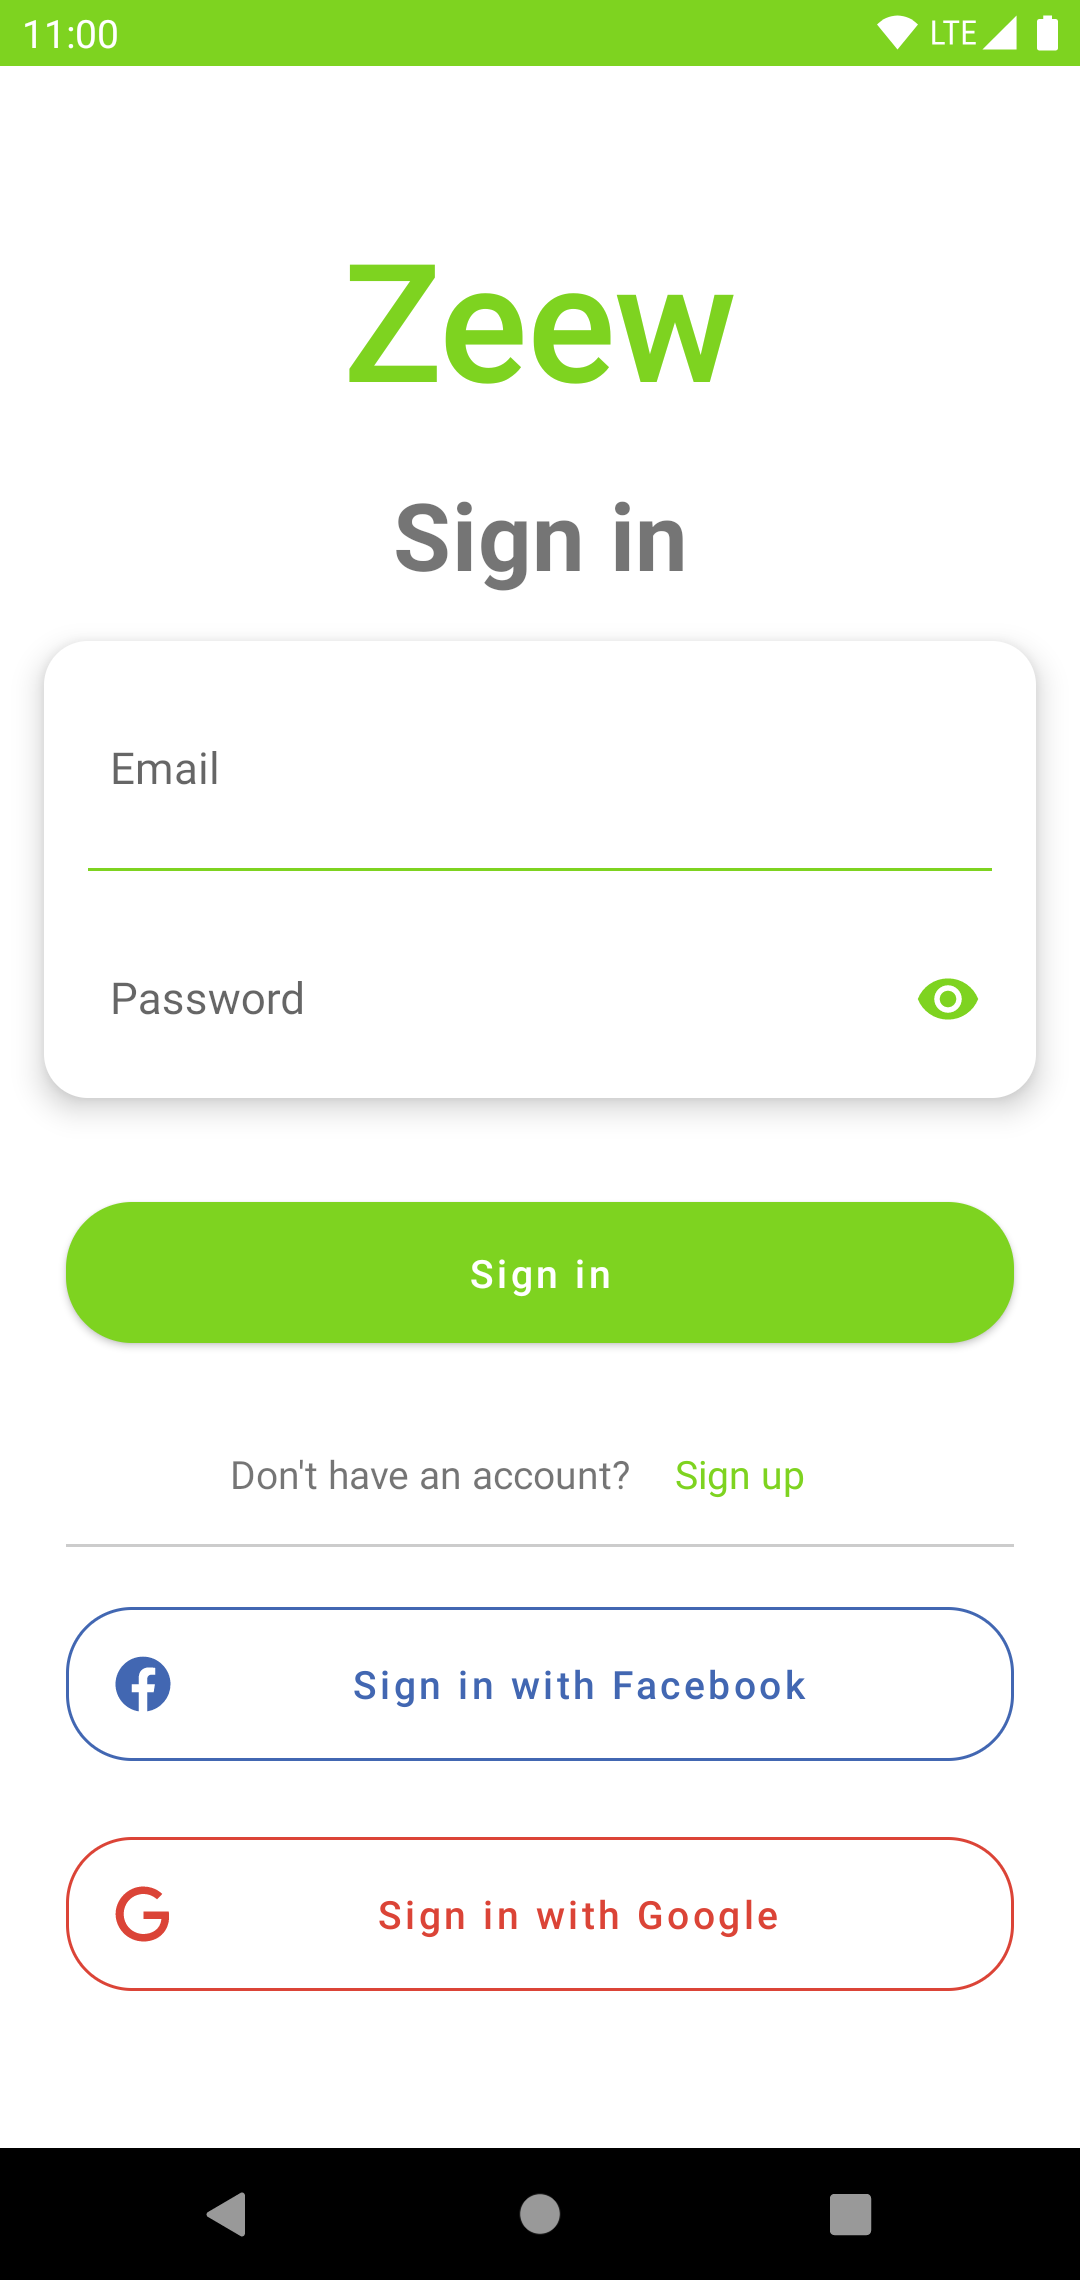 11:00 LTE
Zeew
Sign in
Email
Password
Sign in
Don't have an account? Sign up
Sign in with Facebook
Sign in with Google